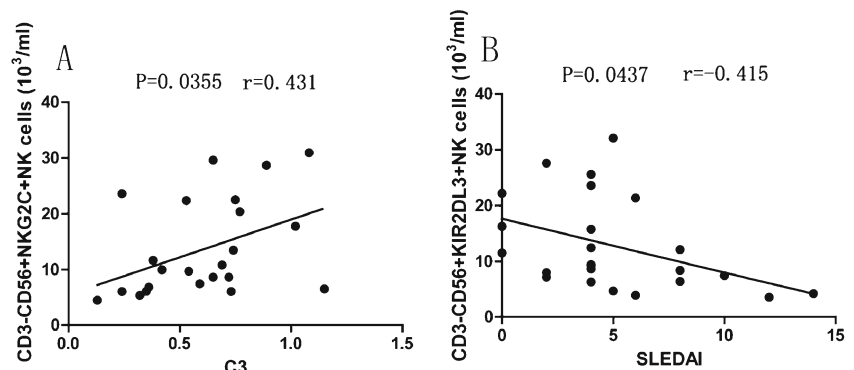 A
P=0.0355 r=0.431
CD3-CD56+NKG2C+NK cells (10³/ml)
40
30
20
10
0
0.0 0.5 1.0 1.5
C3
B
P=0.0437 r=-0.415
CD3-CD56+KIR2DL3+NK cells (10³/ml)
40
30
20
10
0
0 5 10 15
SLEDAI